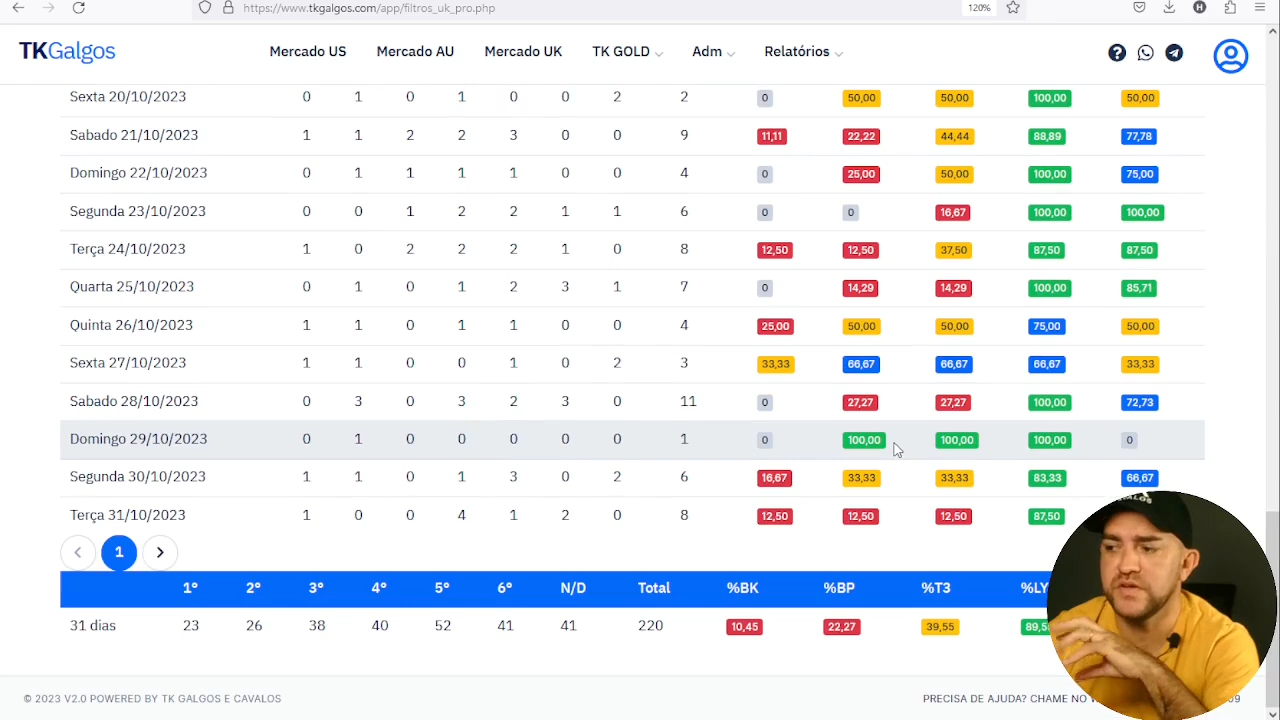 https://www.tkgalgos.com/app/filtros_uk_pro.php 120%
TKGalgos Mercado US Mercado AU Mercado UK TK GOLD Adm Relatórios
Sexta 20/10/2023 0 1 0 1 0 0 2 2 0 50,00 50,00 100,00 50,00
Sabado 21/10/2023 1 1 2 2 3 0 0 9 11,11 22,22 44,44 88,89 77,78
Domingo 22/10/2023 0 1 1 1 1 0 0 4 0 25,00 50,00 100,00 75,00
Segunda 23/10/2023 0 0 1 2 2 1 1 6 0 0 16,67 100,00 100,00
Terça 24/10/2023 1 0 2 2 2 1 0 8 12,50 12,50 37,50 87,50 87,50
Quarta 25/10/2023 0 1 0 1 2 3 1 7 0 14,29 14,29 100,00 85,71
Quinta 26/10/2023 1 1 0 1 1 0 0 4 25,00 50,00 50,00 75,00 50,00
Sexta 27/10/2023 1 1 0 0 1 0 2 3 33,33 66,67 66,67 66,67 33,33
Sabado 28/10/2023 0 3 0 3 2 3 0 11 0 27,27 27,27 100,00 72,73
Domingo 29/10/2023 0 1 0 0 0 0 0 1 0 100,00 100,00 100,00 0
Segunda 30/10/2023 1 1 0 1 3 0 2 6 16,67 33,33 33,33 83,33 66,67
Terça 31/10/2023 1 0 0 4 1 2 0 8 12,50 12,50 12,50 87,50
1
1° 2° 3° 4° 5° 6° N/D Total %BK %BP %T3 %LY
31 dias 23 26 38 40 52 41 41 220 10,45 22,27 39,55 89,5
© 2023 V2.0 POWERED BY TK GALGOS E CAVALOS PRECISA DE AJUDA? CHAME NO